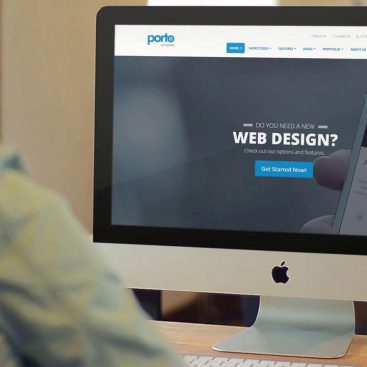 porto
HOME SHORTCODES FEATURES PAGES PORTFOLIO ABOUT US
DO YOU NEED A NEW
WEB DESIGN?
Check out our options and features.
Get Started Now!